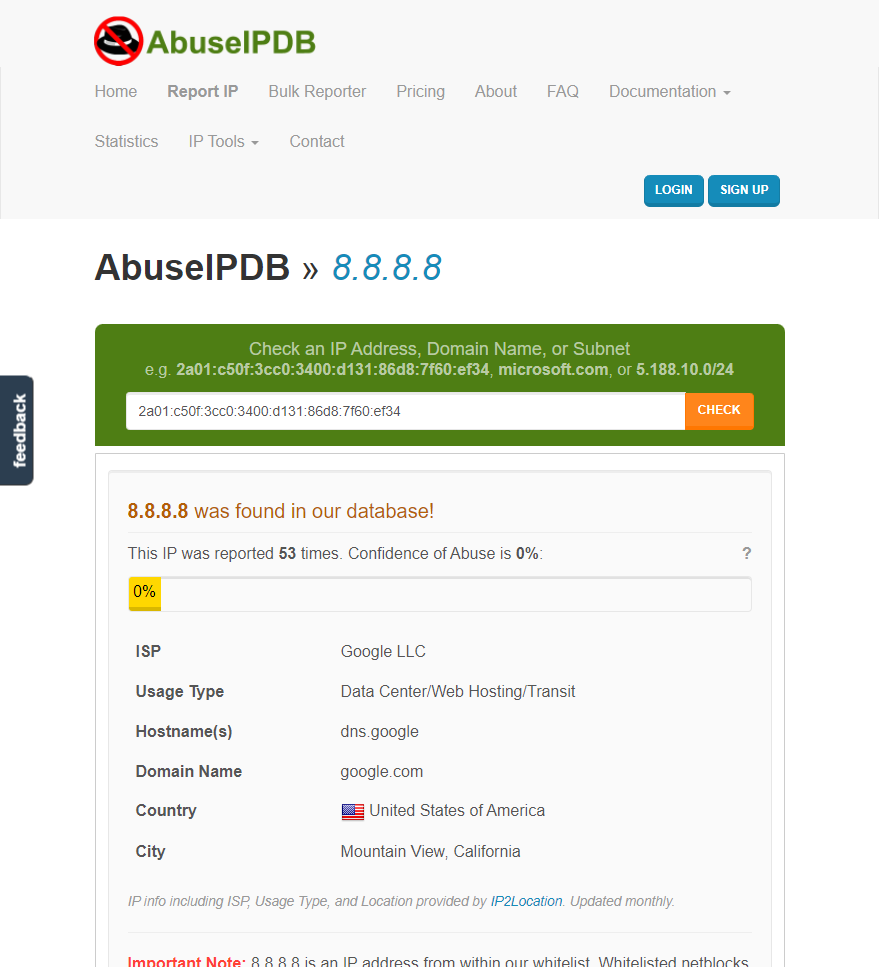 AbuseIPDB
Home Report IP Bulk Reporter Pricing About FAQ Documentation
Statistics IP Tools Contact
LOGIN SIGN UP
AbuseIPDB » 8.8.8.8
Check an IP Address, Domain Name, or Subnet
e.g. 2a01:c50f:3cc0:3400:d131:86d8:7f60:ef34, microsoft.com, or 5.188.10.0/24
2a01:c50f:3cc0:3400:d131:86d8:7f60:ef34 CHECK
feedback
8.8.8.8 was found in our database!
This IP was reported 53 times. Confidence of Abuse is 0%: ?
0%
ISP Google LLC
Usage Type Data Center/Web Hosting/Transit
Hostname(s) dns.google
Domain Name google.com
Country United States of America
City Mountain View, California
IP info including ISP, Usage Type, and Location provided by IP2Location. Updated monthly.
Important Note: 8.8.8.8 is an IP address from within our whitelist. Whitelisted netblocks